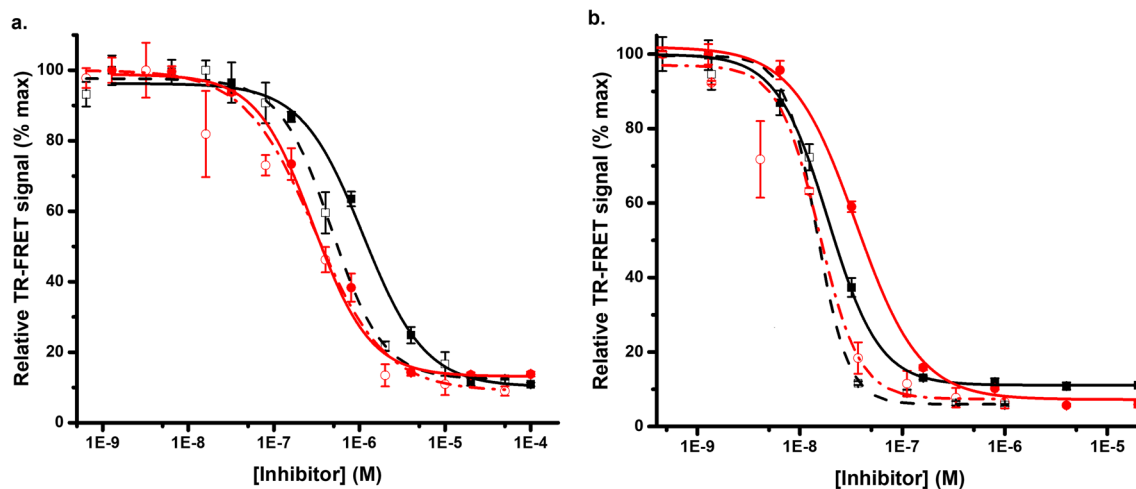 a.
Relative TR-FRET signal (% max)
100
80
60
40
20
0
1E-9 1E-8 1E-7 1E-6 1E-5 1E-4
[Inhibitor] (M)
b.
Relative TR-FRET signal (% max)
100
80
60
40
20
0
1E-9 1E-8 1E-7 1E-6 1E-5
[Inhibitor] (M)